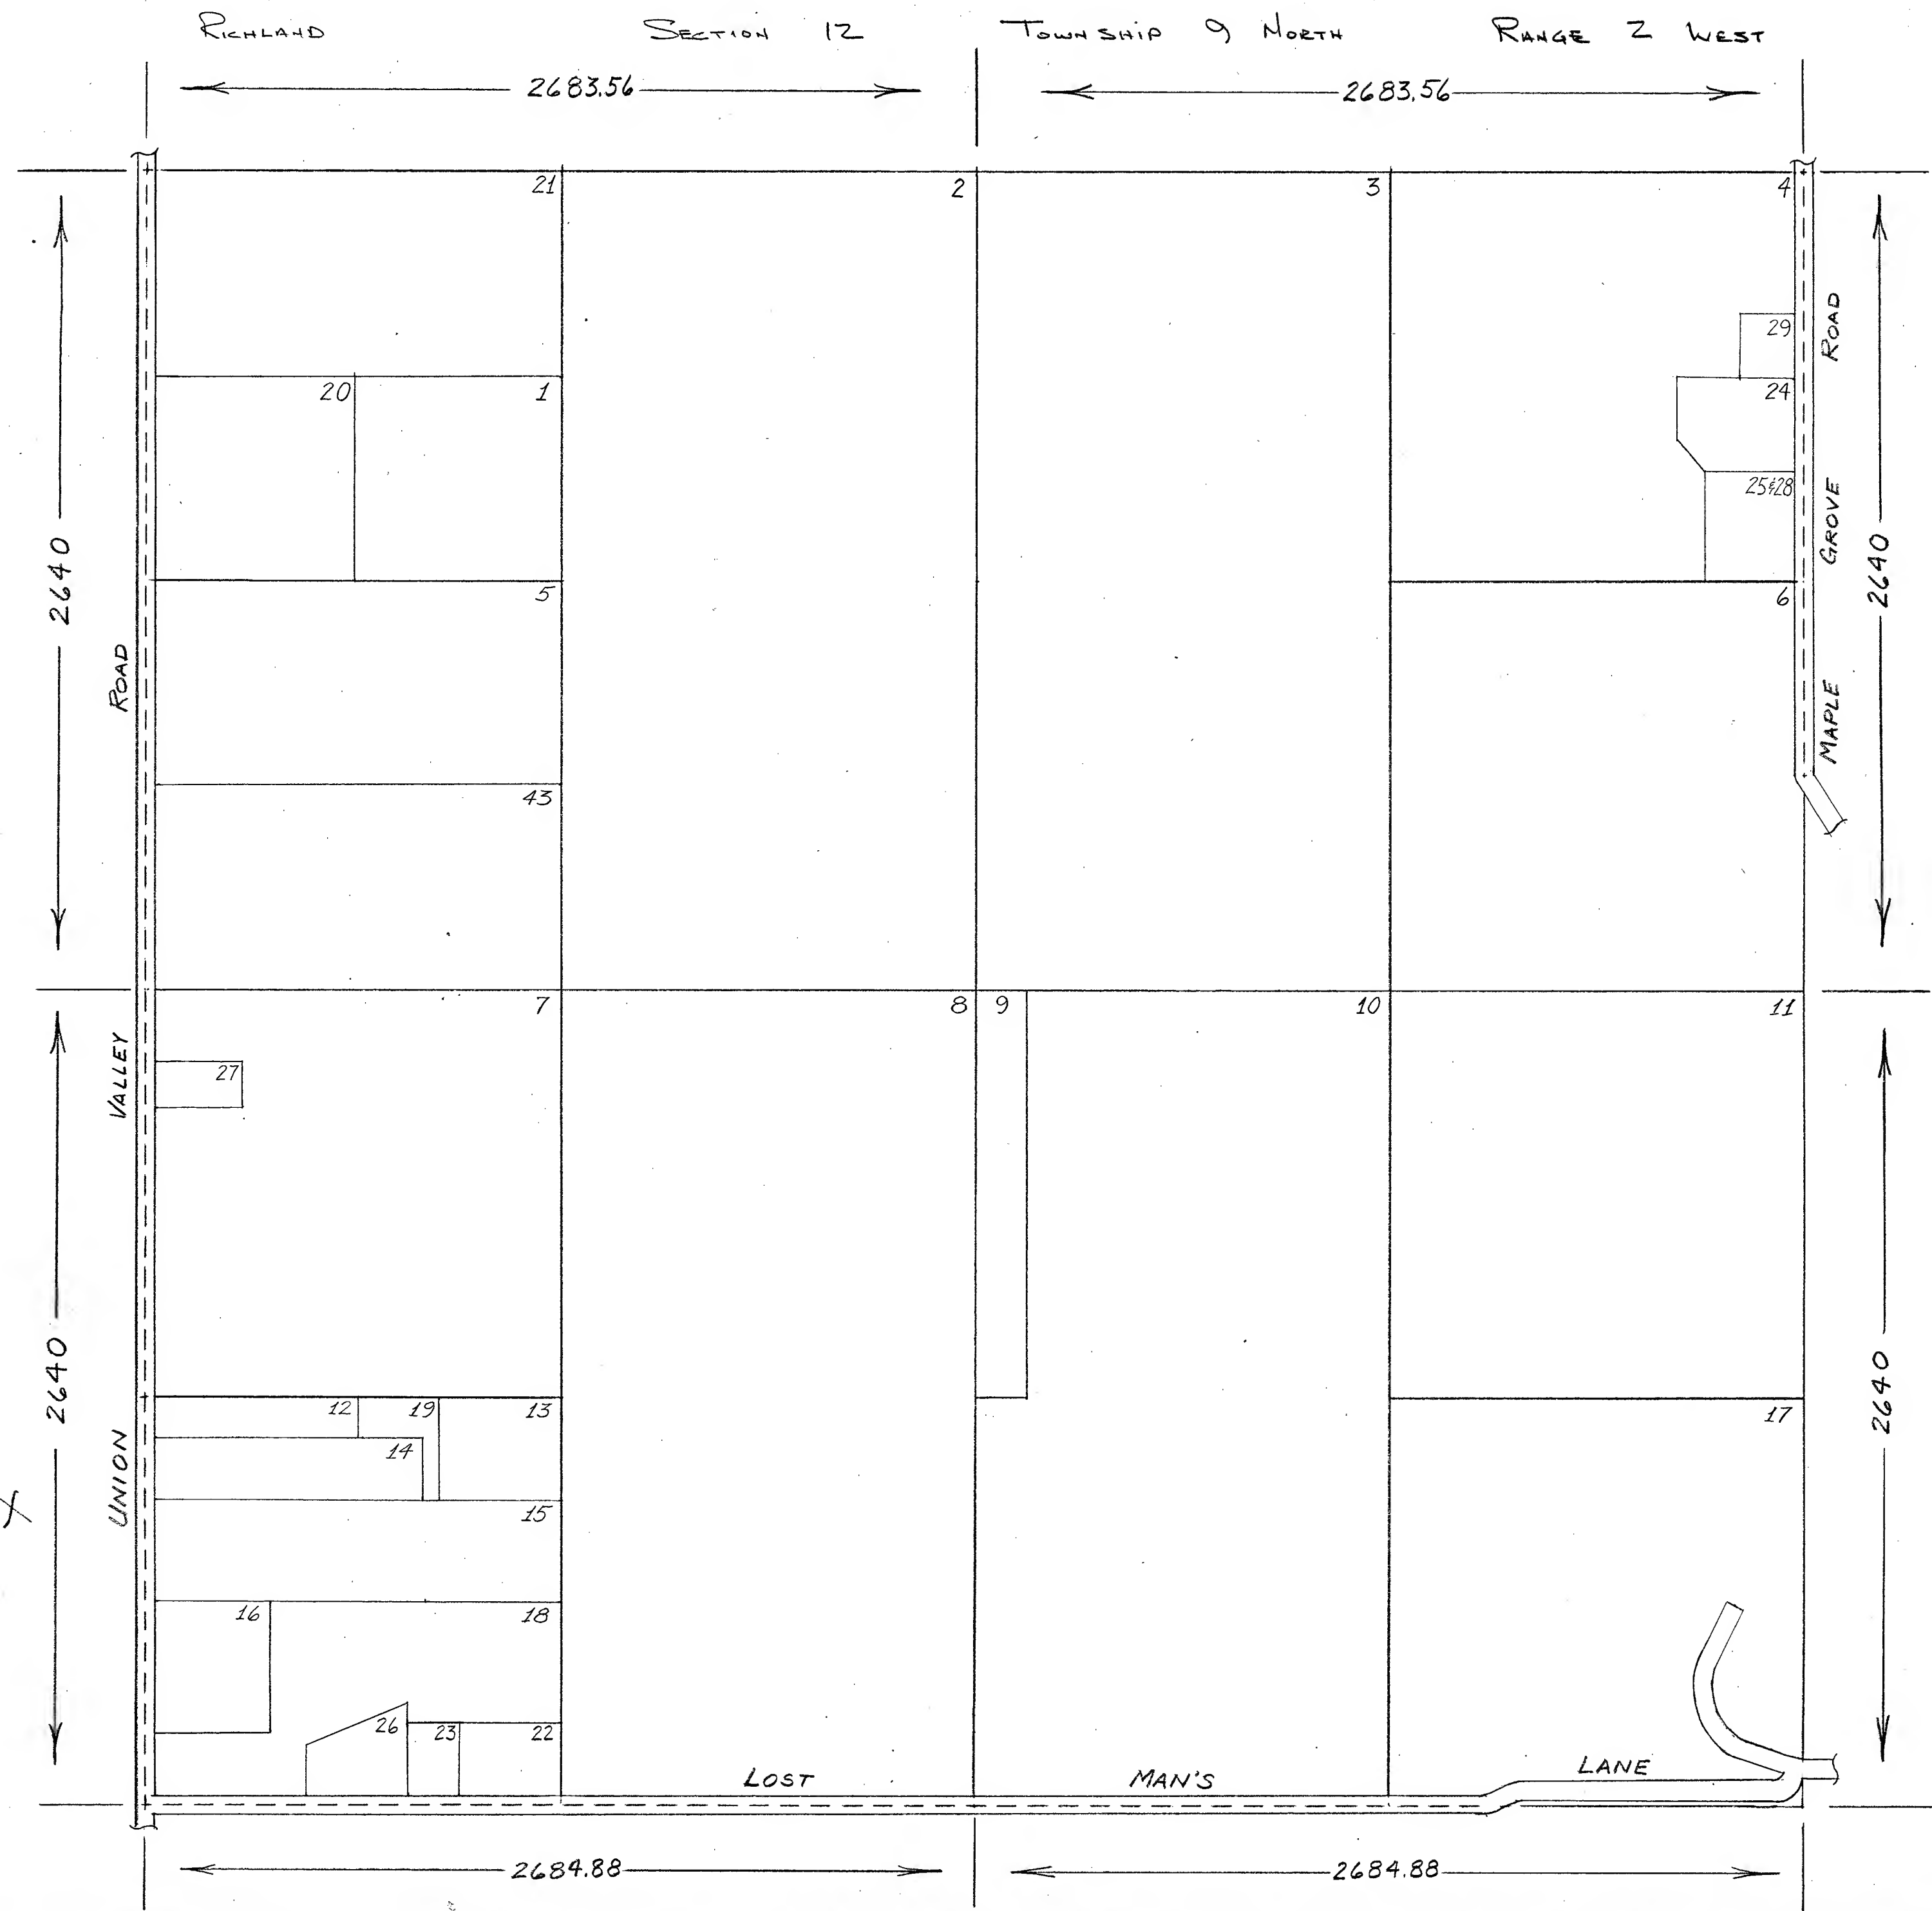 RICHLAND SECTION 12 TOWNSHIP 9 NORTH RANGE 2 WEST
2683.56 2683.56
21 2 3 4
29
20 1 24
25&28
5 6
2640 ROAD MAPLE GROVE ROAD 2640
43
7 8 9 10 11
27
2640 UNION VALLEY 2640
12 19 13 17
14
15
16 18
26 23 22
LOST MAN'S LANE
2684.88 2684.88